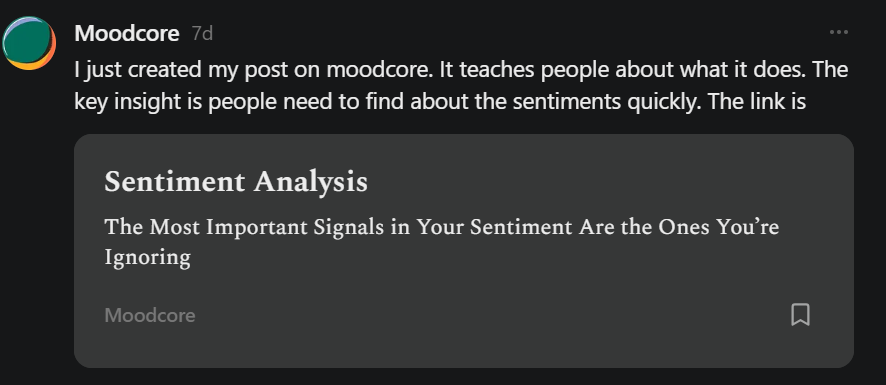 Moodcore 7d
I just created my post on moodcore. It teaches people about what it does. The
key insight is people need to find about the sentiments quickly. The link is
Sentiment Analysis
The Most Important Signals in Your Sentiment Are the Ones You’re
Ignoring
Moodcore